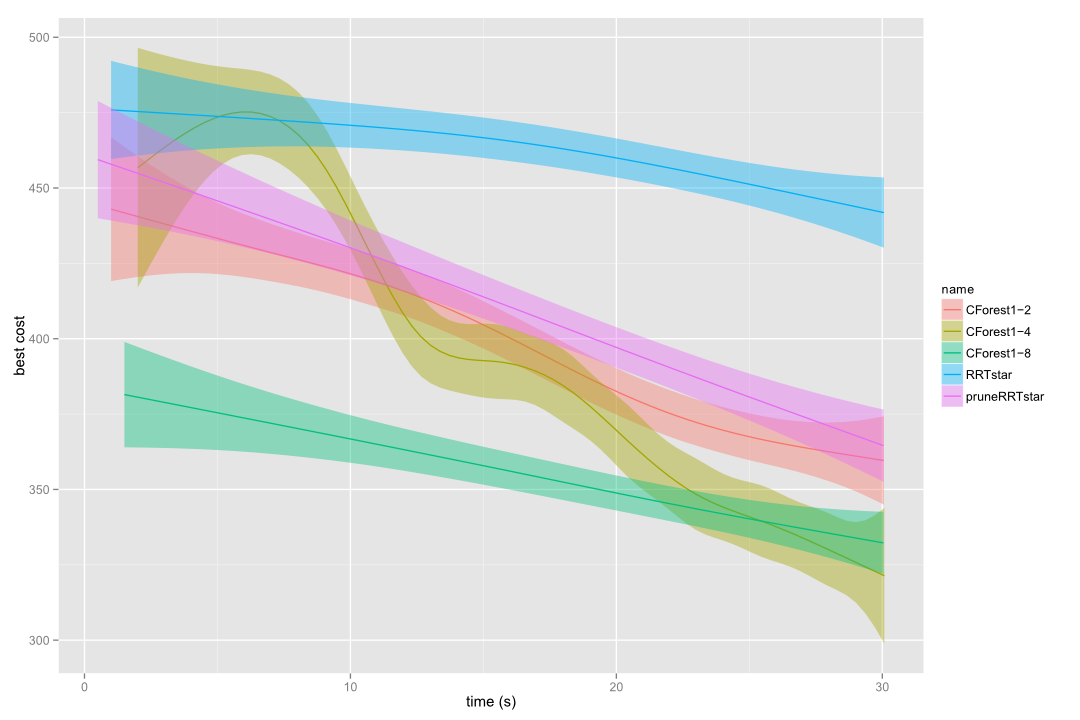 500
450
400
350
300
best cost
0 10 20 30
time (s)
name
CForest1−2
CForest1−4
CForest1−8
RRTstar
pruneRRTstar